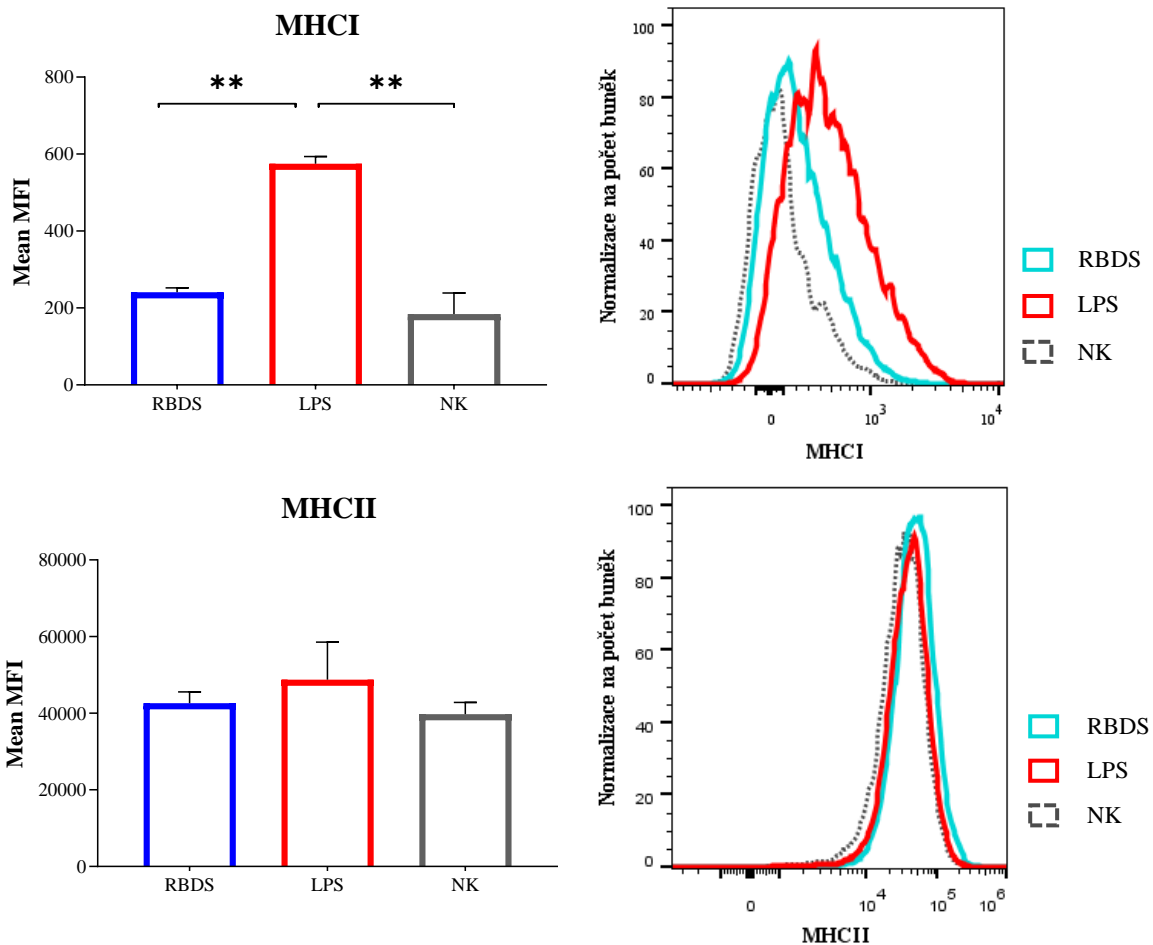 MHCI
Mean MFI
800
600
400
200
0
** **
RBDS LPS NK
Normalizace na počet buněk
100
80
60
40
20
0
0 10³ 10⁴
MHCI
RBDS
LPS
NK
MHCII
Mean MFI
80000
60000
40000
20000
0
RBDS LPS NK
Normalizace na počet buněk
100
80
60
40
20
0
0 10⁴ 10⁵ 10⁶
MHCII
RBDS
LPS
NK